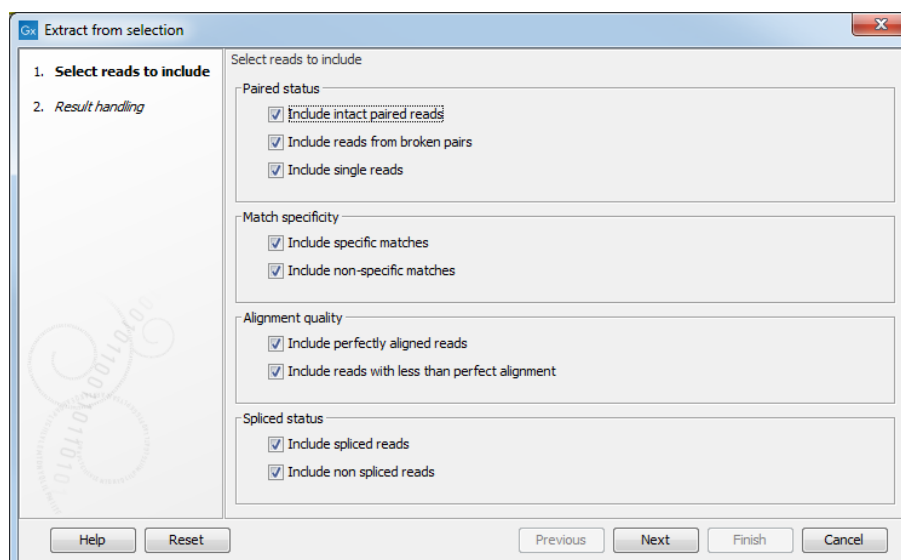 Gx Extract from selection
1. Select reads to include
2. Result handling
Select reads to include
Paired status
Include intact paired reads
Include reads from broken pairs
Include single reads
Match specificity
Include specific matches
Include non-specific matches
Alignment quality
Include perfectly aligned reads
Include reads with less than perfect alignment
Spliced status
Include spliced reads
Include non spliced reads
Help Reset Previous Next Finish Cancel